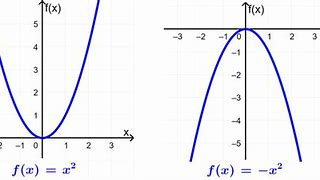 f(x)
5
4
3
2
1
-2 -1 0 1 2 3
x
f(x) = x²
f(x)
-3 -2 -1 0 1 2 3
-1
-2
-3
-4
-5
f(x) = −x²